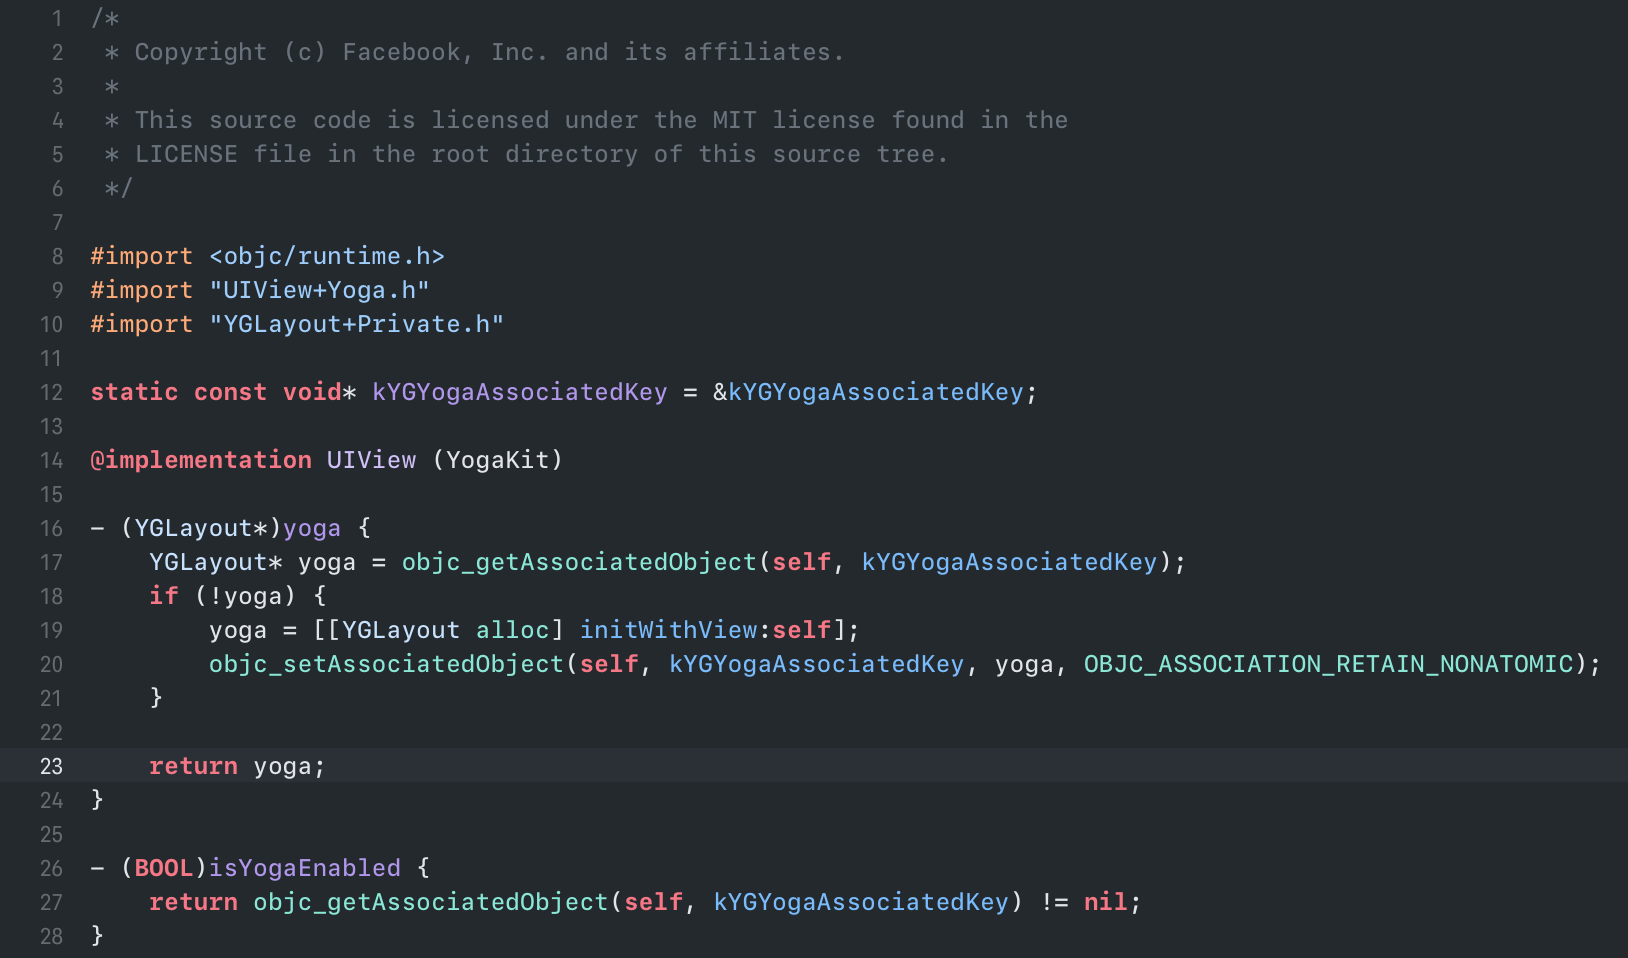 1 /*
2  * Copyright (c) Facebook, Inc. and its affiliates.
3  *
4  * This source code is licensed under the MIT license found in the
5  * LICENSE file in the root directory of this source tree.
6  */
7
8 #import <objc/runtime.h>
9 #import "UIView+Yoga.h"
10 #import "YGLayout+Private.h"
11
12 static const void* kYGYogaAssociatedKey = &kYGYogaAssociatedKey;
13
14 @implementation UIView (YogaKit)
15
16 - (YGLayout*)yoga {
17     YGLayout* yoga = objc_getAssociatedObject(self, kYGYogaAssociatedKey);
18     if (!yoga) {
19         yoga = [[YGLayout alloc] initWithView:self];
20         objc_setAssociatedObject(self, kYGYogaAssociatedKey, yoga, OBJC_ASSOCIATION_RETAIN_NONATOMIC);
21     }
22
23     return yoga;
24 }
25
26 - (BOOL)isYogaEnabled {
27     return objc_getAssociatedObject(self, kYGYogaAssociatedKey) != nil;
28 }